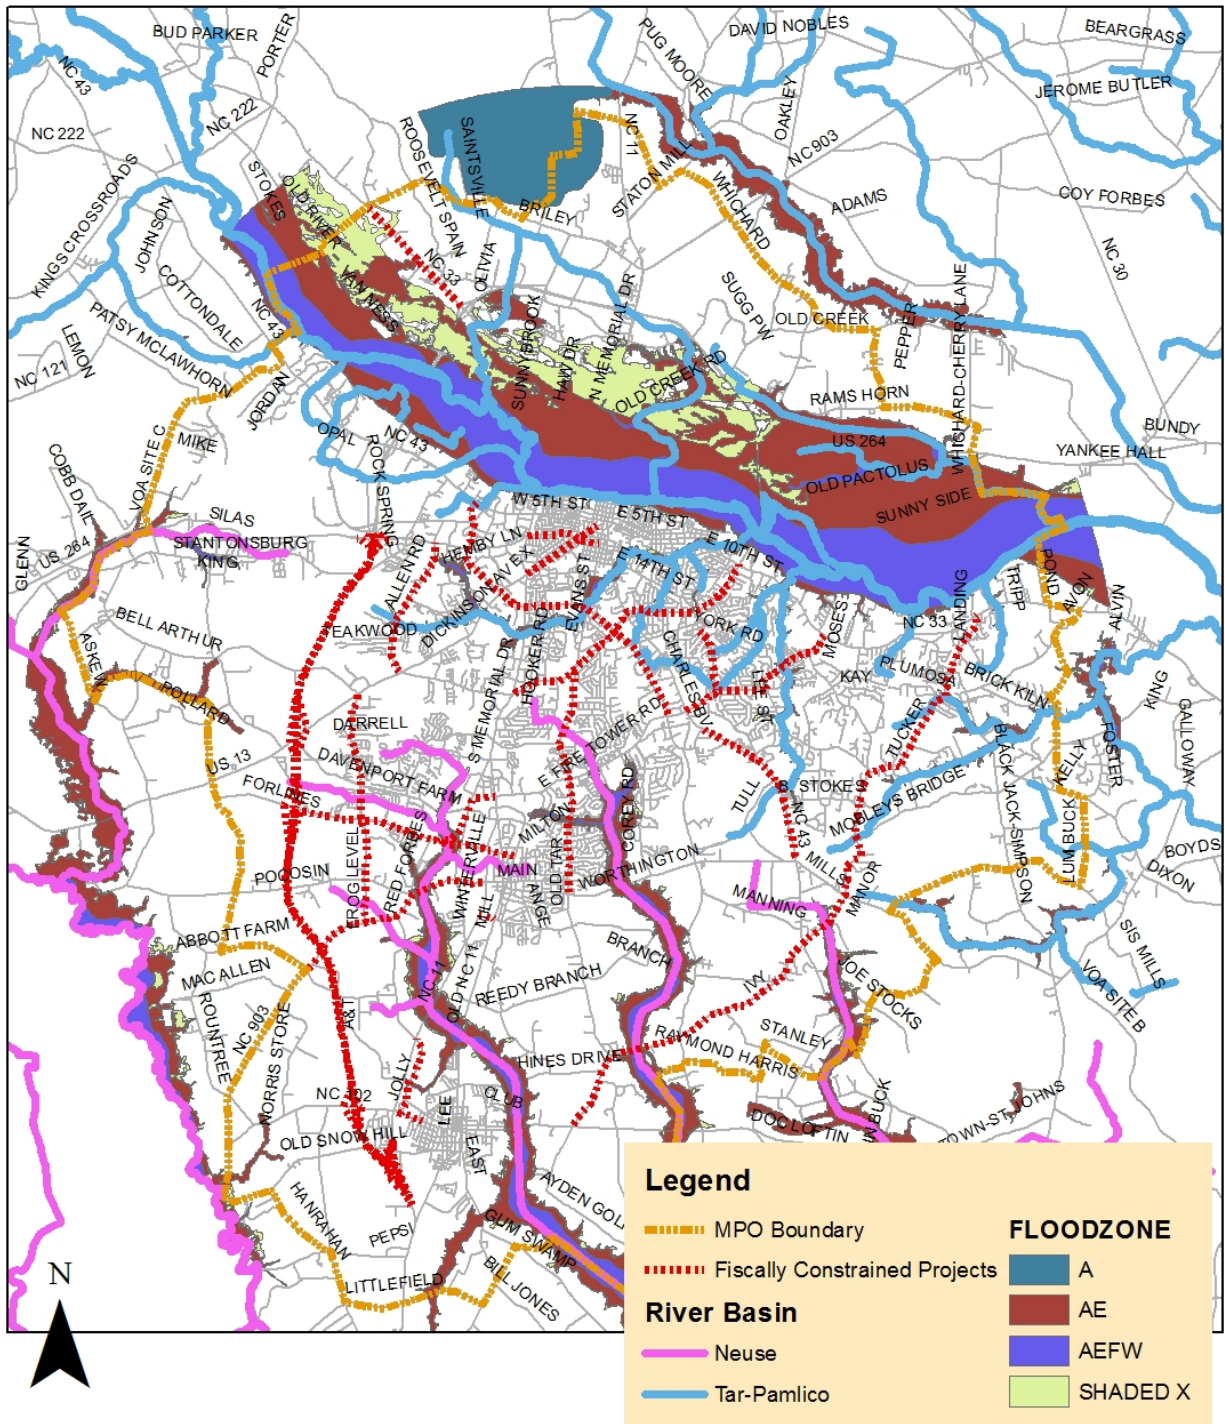 BUD PARKER
PORTER
NC 43
NC 222
NC 222
PUG MOORE
DAVID NOBLES
BEARGRASS
JEROME BUTLER
OAKLEY
NC 903
COY FORBES
ADAMS
NC 30
KINGSCROSSROADS
JOHNSON
COTTONDALE
STOKES
OLD RIVER
VAN NESS
ROOSEVELT SPAIN
SAINTSVILLE
BRILEY
NC 11
STATON MILL
WHICHARD
NC 33
OLIVIA
SUGG PW
OLD CREEK
PEPPER
WHICHARD-CHERRY LANE
NC 43
PATSY MCLAWHORN
LEMON
NC 121
JORDAN
SUNNYBROOK
HAW DR
N MEMORIAL DR
OLD CREEK RD
RAMS HORN
US 264
OLD PACTOLUS
SUNNY SIDE
YANKEE HALL
BUNDY
COBB DAIL
VOA SITE C
MIKE
OPAL
NC 43
ROCK SPRING
SILAS
STANTONSBURG
KING
US 264
GLENN
W 5TH ST
E 5TH ST
HEMBY LN
ALLEN RD
DICKINSON AVE X
EVANS ST
E 14TH ST
E 10TH ST
TEAKWOOD
BELL ARTHUR
ASKEW
POLLARD
HOOKER RD
YORK RD
CHARLES BV
LEE ST
MOSES
KAY
PLUMOSA
NC 33
LANDING
TRIPP
POND
AVON
ALVIN
BRICK KILN
KING
GALLOWAY
FOSTER
KELLY
BLACK JACK-SIMPSON
TUCKER
MOBLEYS BRIDGE
S. STOKES
TULL
NC 43
MILLS
US 13
FORLINES
DARRELL
DAVENPORT FARM
S MEMORIAL DR
E FIRE TOWER RD
COREY RD
MILTON
WINTERVILLE
MAIN
OLD TAR
WORTHINGTON
ANGE
MILL
RED FORBES
FROG LEVEL
POCOSIN
ABBOTT FARM
MAC ALLEN
ROUNTREE
NC 903
NORRIS STORE
A&T
NC 11
OLD NC 11
REEDY BRANCH
BRANCH
MANNING
MANOR
LUM BUCK
BOYDS
DIXON
SIS MILLS
VOA SITE B
JOE STOCKS
IVY
STANLEY
RAYMOND HARRIS
HINES DRIVE
CLUB
JOLLY
NC 102
LEE
EAST
OLD SNOW HILL
HANRAHAN
PEPSI
LITTLEFIELD
BILL JONES
GUM SWAMP
AYDEN GOL
DOC LOFTIN
N BUCK
TOWN-ST JOHNS
N
Legend
MPO Boundary
Fiscally Constrained Projects
River Basin
Neuse
Tar-Pamlico
FLOODZONE
A
AE
AEFW
SHADED X